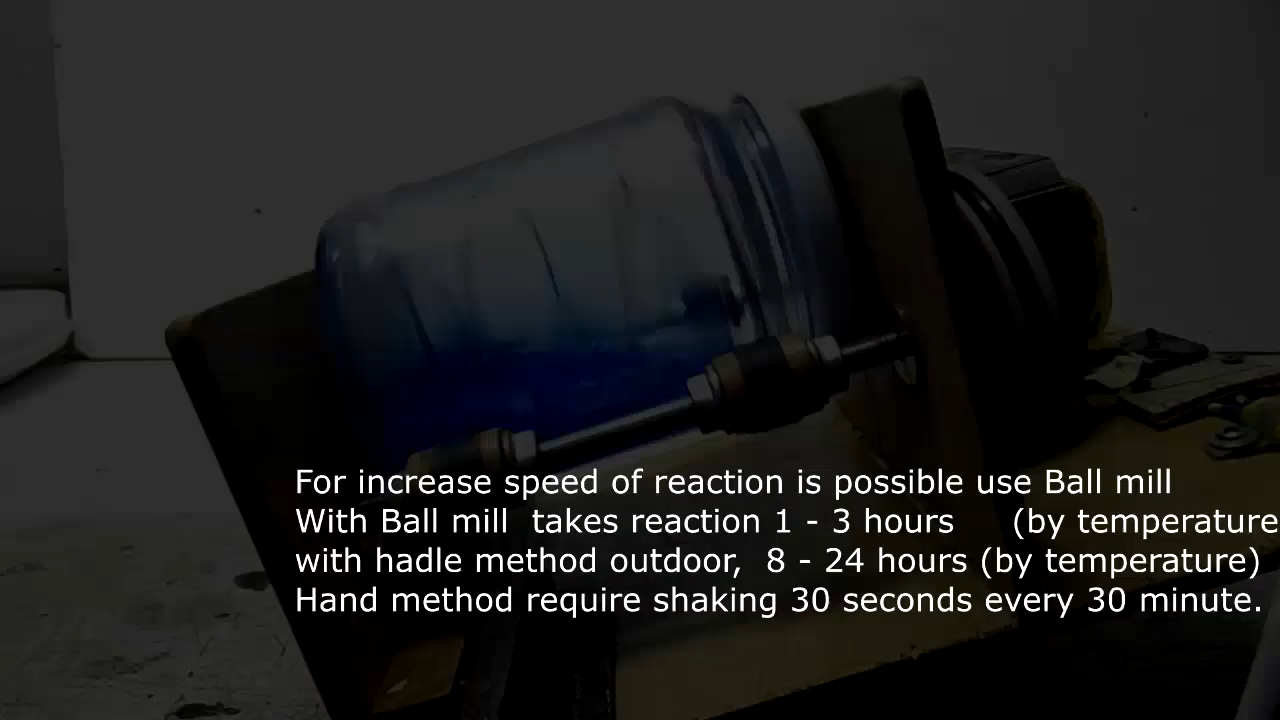 For increase speed of reaction is possible use Ball mill
With Ball mill  takes reaction 1 - 3 hours      (by temperature
with hadle method outdoor,  8 - 24 hours (by temperature)
Hand method require shaking 30 seconds every 30 minute.